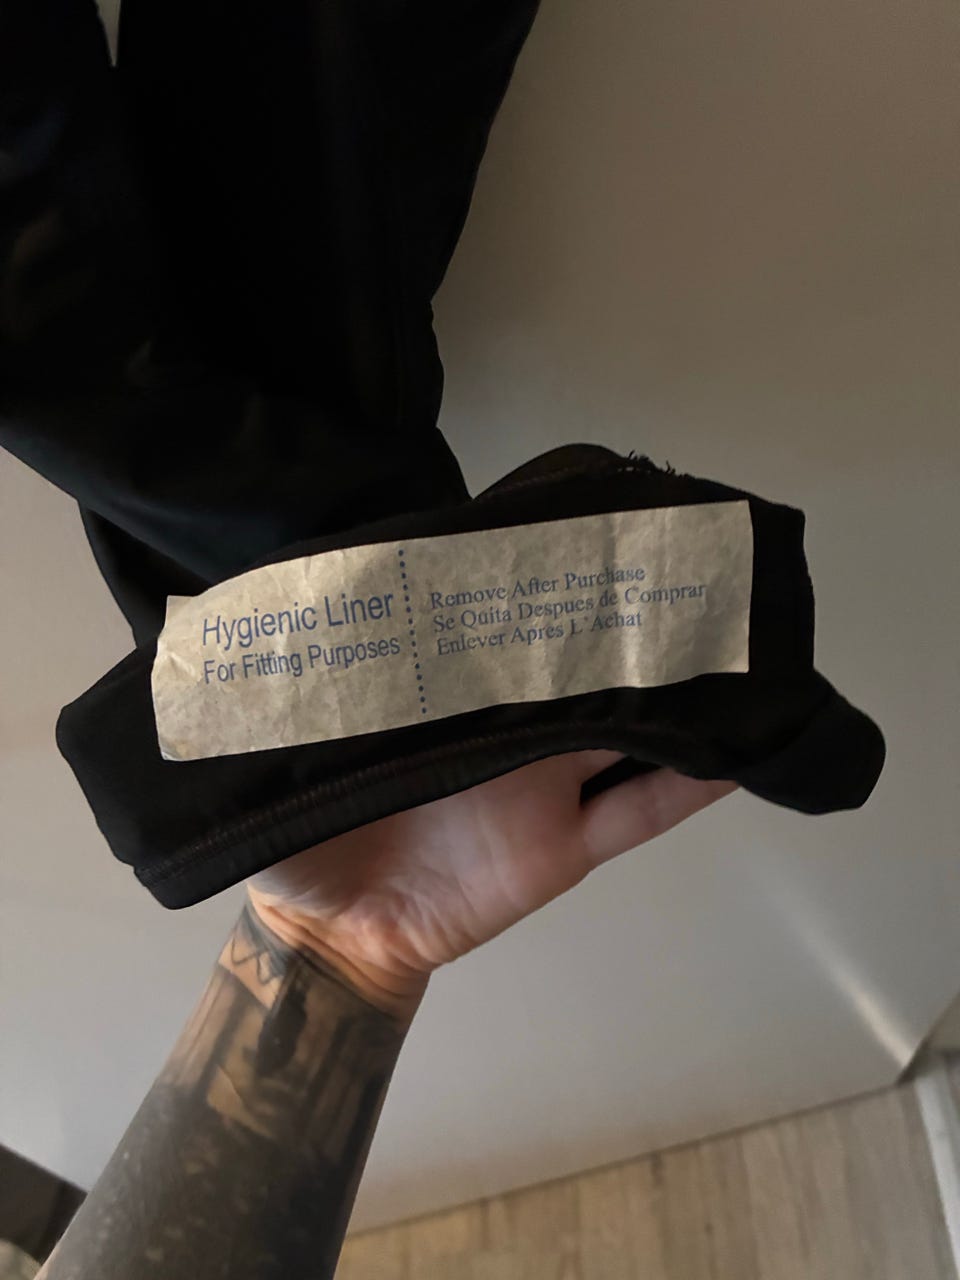 Hygienic Liner
For Fitting Purposes
Remove After Purchase
Se Quita Despues de Comprar
Enlever Apres L'Achat